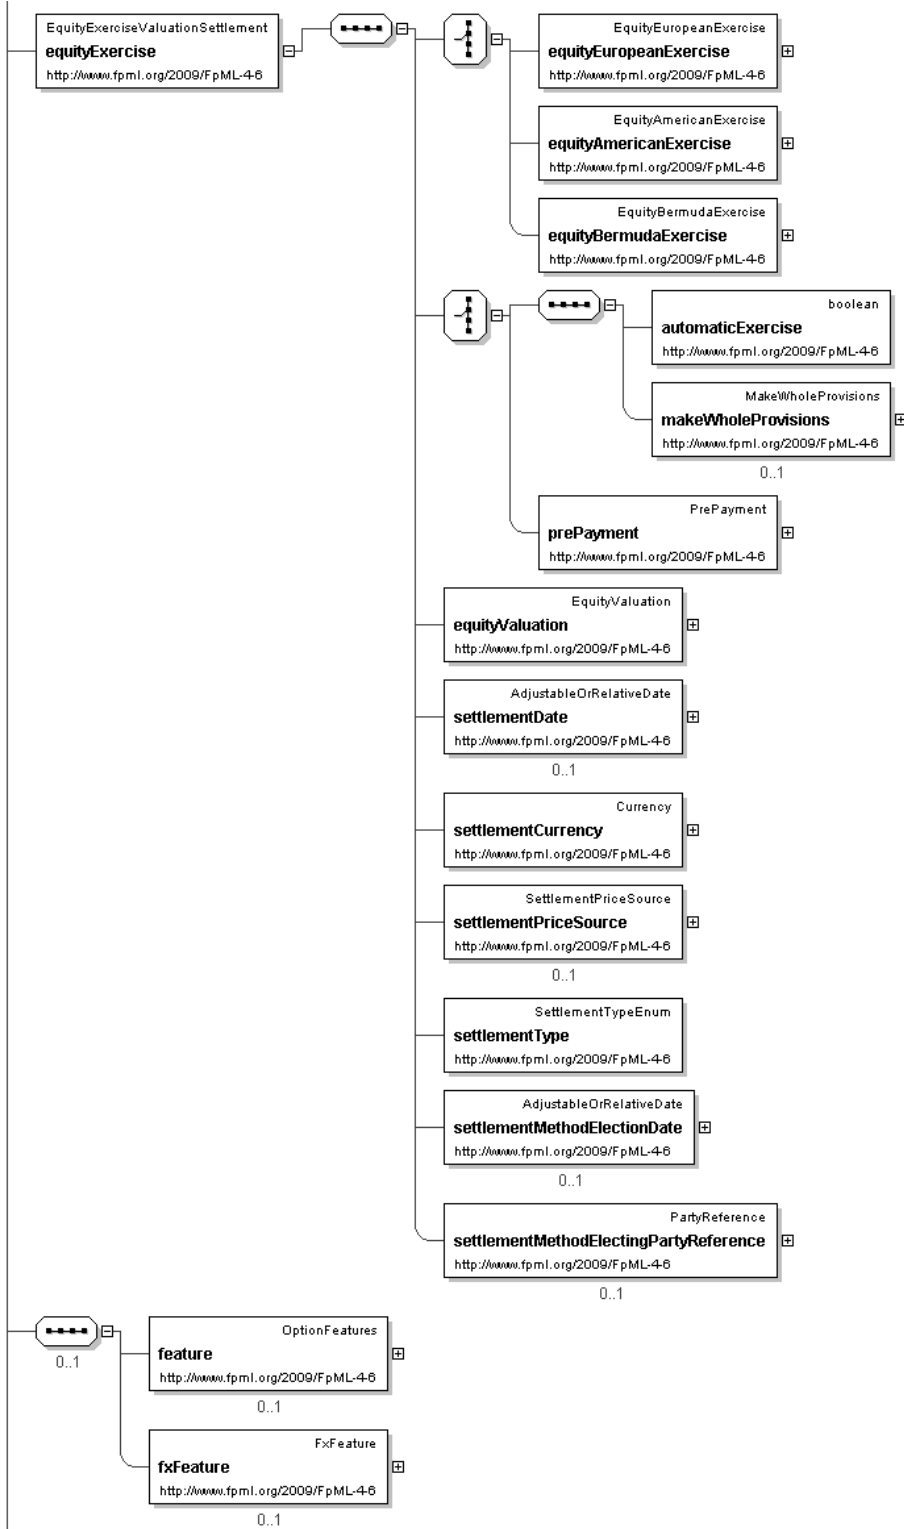 EquityExerciseValuationSettlement
equityExercise
http://www.fpml.org/2009/FpML-4-6
EquityEuropeanExercise
equityEuropeanExercise
http://www.fpml.org/2009/FpML-4-6
EquityAmericanExercise
equityAmericanExercise
http://www.fpml.org/2009/FpML-4-6
EquityBermudaExercise
equityBermudaExercise
http://www.fpml.org/2009/FpML-4-6
boolean
automaticExercise
http://www.fpml.org/2009/FpML-4-6
MakeWholeProvisions
makeWholeProvisions
http://www.fpml.org/2009/FpML-4-6
0..1
PrePayment
prePayment
http://www.fpml.org/2009/FpML-4-6
EquityValuation
equityValuation
http://www.fpml.org/2009/FpML-4-6
AdjustableOrRelativeDate
settlementDate
http://www.fpml.org/2009/FpML-4-6
0..1
Currency
settlementCurrency
http://www.fpml.org/2009/FpML-4-6
SettlementPriceSource
settlementPriceSource
http://www.fpml.org/2009/FpML-4-6
0..1
SettlementTypeEnum
settlementType
http://www.fpml.org/2009/FpML-4-6
AdjustableOrRelativeDate
settlementMethodElectionDate
http://www.fpml.org/2009/FpML-4-6
0..1
PartyReference
settlementMethodElectingPartyReference
http://www.fpml.org/2009/FpML-4-6
0..1
0..1
OptionFeatures
feature
http://www.fpml.org/2009/FpML-4-6
0..1
FxFeature
fxFeature
http://www.fpml.org/2009/FpML-4-6
0..1